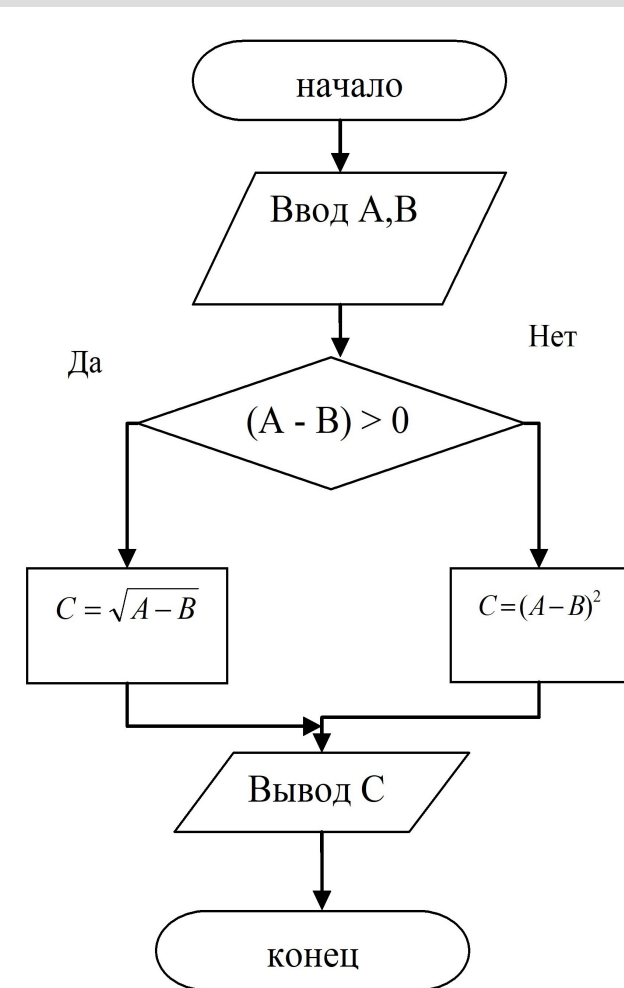 начало
Ввод А,В
Да
Нет
(А - В) > 0
C = √A − B
C = (A − B)²
Вывод С
конец